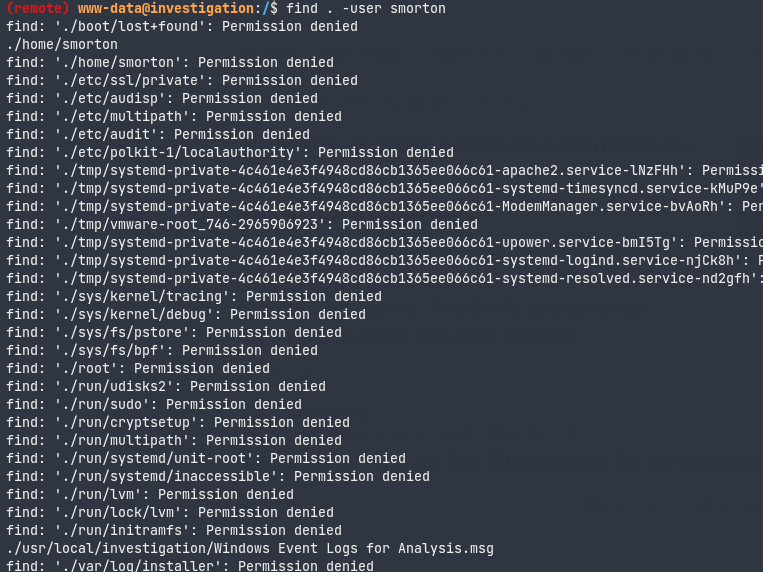 (remote) www-data@investigation:/$ find . -user smorton
find: './boot/lost+found': Permission denied
./home/smorton
find: './home/smorton': Permission denied
find: './etc/ssl/private': Permission denied
find: './etc/audisp': Permission denied
find: './etc/multipath': Permission denied
find: './etc/audit': Permission denied
find: './etc/polkit-1/localauthority': Permission denied
find: './tmp/systemd-private-4c461e4e3f4948cd86cb1365ee066c61-apache2.service-lNzFHh': Permissi
find: './tmp/systemd-private-4c461e4e3f4948cd86cb1365ee066c61-systemd-timesyncd.service-kMuP9e'
find: './tmp/systemd-private-4c461e4e3f4948cd86cb1365ee066c61-ModemManager.service-bvAoRh': Per
find: './tmp/vmware-root_746-2965906923': Permission denied
find: './tmp/systemd-private-4c461e4e3f4948cd86cb1365ee066c61-upower.service-bmI5Tg': Permissio
find: './tmp/systemd-private-4c461e4e3f4948cd86cb1365ee066c61-systemd-logind.service-njCk8h': P
find: './tmp/systemd-private-4c461e4e3f4948cd86cb1365ee066c61-systemd-resolved.service-nd2gfh':
find: './sys/kernel/tracing': Permission denied
find: './sys/kernel/debug': Permission denied
find: './sys/fs/pstore': Permission denied
find: './sys/fs/bpf': Permission denied
find: './root': Permission denied
find: './run/udisks2': Permission denied
find: './run/sudo': Permission denied
find: './run/cryptsetup': Permission denied
find: './run/multipath': Permission denied
find: './run/systemd/unit-root': Permission denied
find: './run/systemd/inaccessible': Permission denied
find: './run/lvm': Permission denied
find: './run/lock/lvm': Permission denied
find: './run/initramfs': Permission denied
./usr/local/investigation/Windows Event Logs for Analysis.msg
find: './var/log/installer': Permission denied